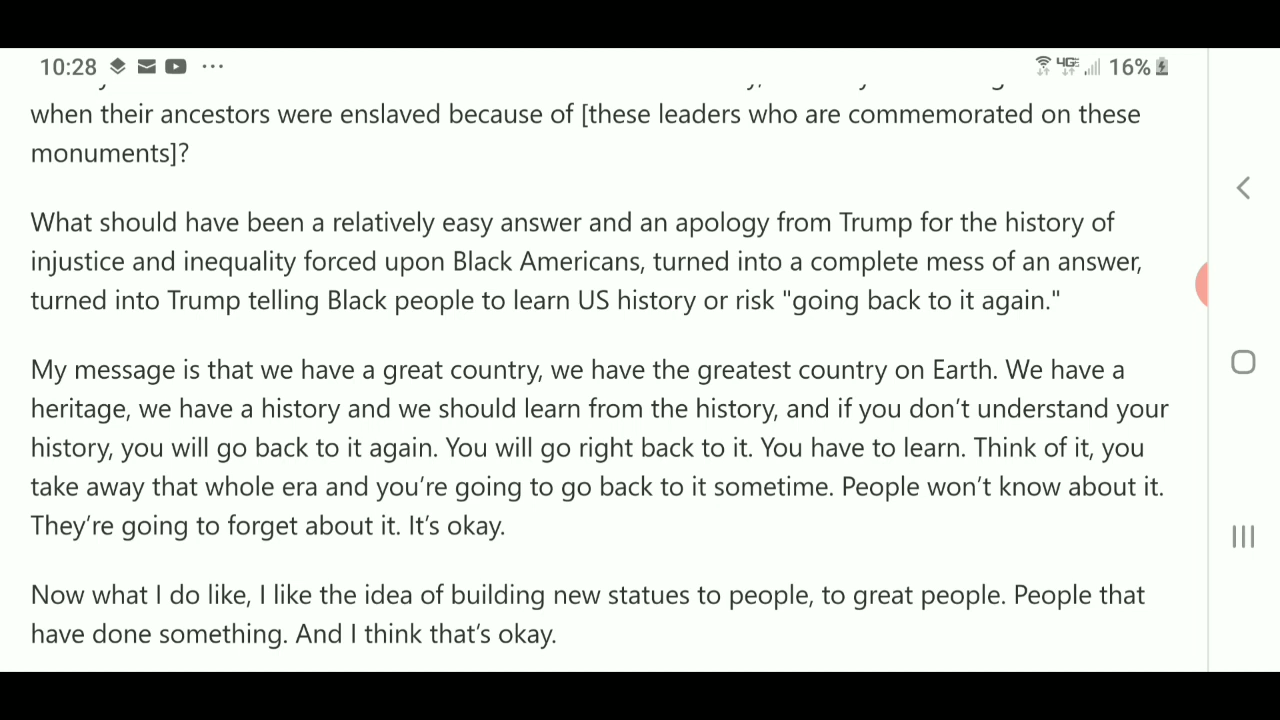 10:28 ... 4GE 16%
when their ancestors were enslaved because of [these leaders who are commemorated on these
monuments]?
What should have been a relatively easy answer and an apology from Trump for the history of
injustice and inequality forced upon Black Americans, turned into a complete mess of an answer,
turned into Trump telling Black people to learn US history or risk "going back to it again."
My message is that we have a great country, we have the greatest country on Earth. We have a
heritage, we have a history and we should learn from the history, and if you don’t understand your
history, you will go back to it again. You will go right back to it. You have to learn. Think of it, you
take away that whole era and you’re going to go back to it sometime. People won’t know about it.
They’re going to forget about it. It’s okay.
Now what I do like, I like the idea of building new statues to people, to great people. People that
have done something. And I think that’s okay.